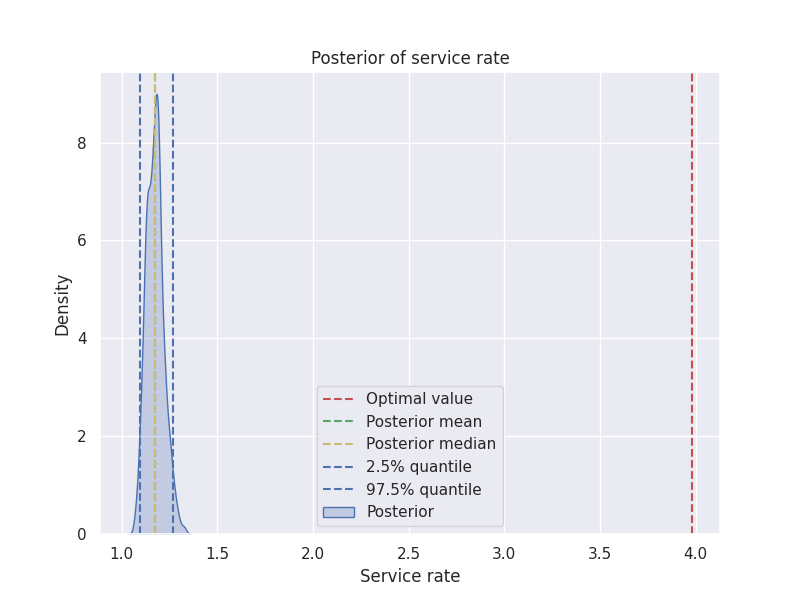 Posterior of service rate
Density
8
6
4
2
0
Optimal value
Posterior mean
Posterior median
2.5% quantile
97.5% quantile
Posterior
1.0 1.5 2.0 2.5 3.0 3.5 4.0
Service rate